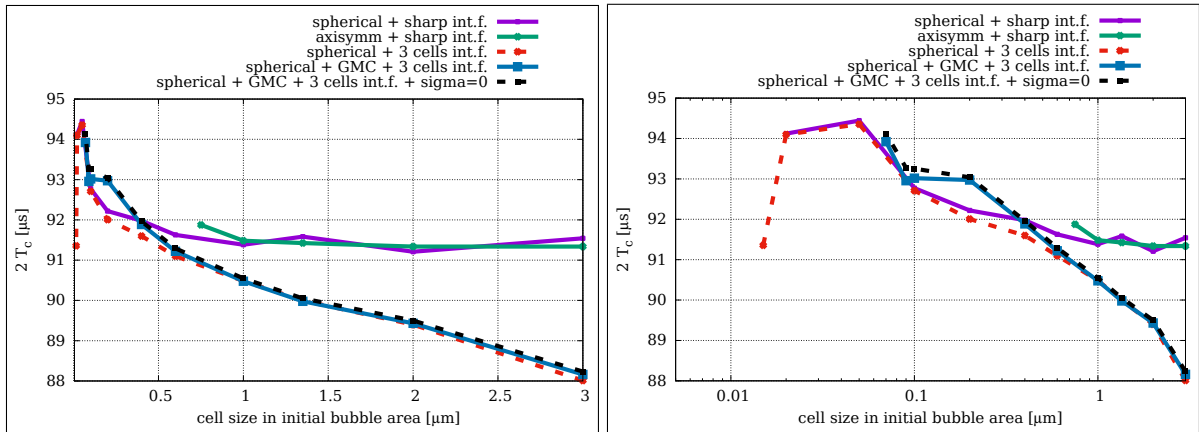 spherical + sharp int.f.
axisymm + sharp int.f.
spherical + 3 cells int.f.
spherical + GMC + 3 cells int.f.
spherical + GMC + 3 cells int.f. + sigma=0
95
94
93
92
91
90
89
88
2 T_c [µs]
0.5
1
1.5
2
2.5
3
cell size in initial bubble area [µm]
spherical + sharp int.f.
axisymm + sharp int.f.
spherical + 3 cells int.f.
spherical + GMC + 3 cells int.f.
spherical + GMC + 3 cells int.f. + sigma=0
95
94
93
92
91
90
89
88
2 T_c [µs]
0.01
0.1
1
cell size in initial bubble area [µm]